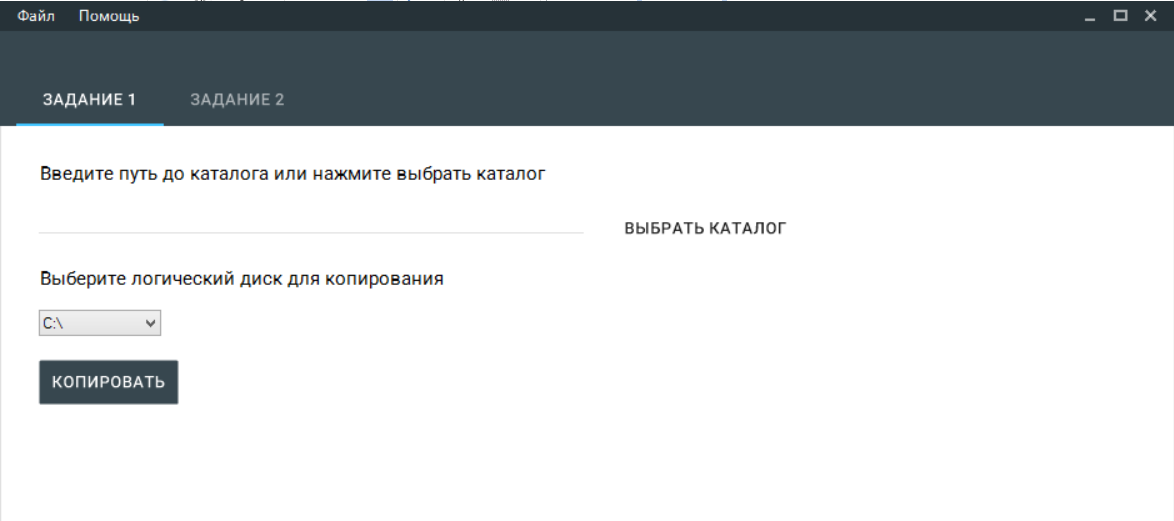 Файл Помощь
ЗАДАНИЕ 1 ЗАДАНИЕ 2
Введите путь до каталога или нажмите выбрать каталог
ВЫБРАТЬ КАТАЛОГ
Выберите логический диск для копирования
C:\
КОПИРОВАТЬ